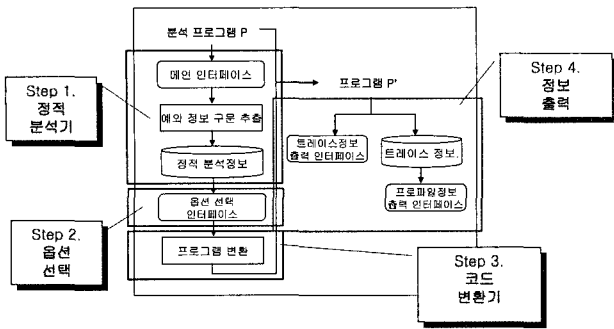 분석 프로그램 P
메인 인터페이스
예외 정보 구문 추출
정적 분석정보
옵션 선택
인터페이스
프로그램 변환
프로그램 P'
트레이스정보
출력 인터페이스
트레이스 정보.
프로파일정보
출력 인터페이스
Step 1.
정적
분석기
Step 2.
옵션
선택
Step 3.
코드
변환기
Step 4.
정보
출력